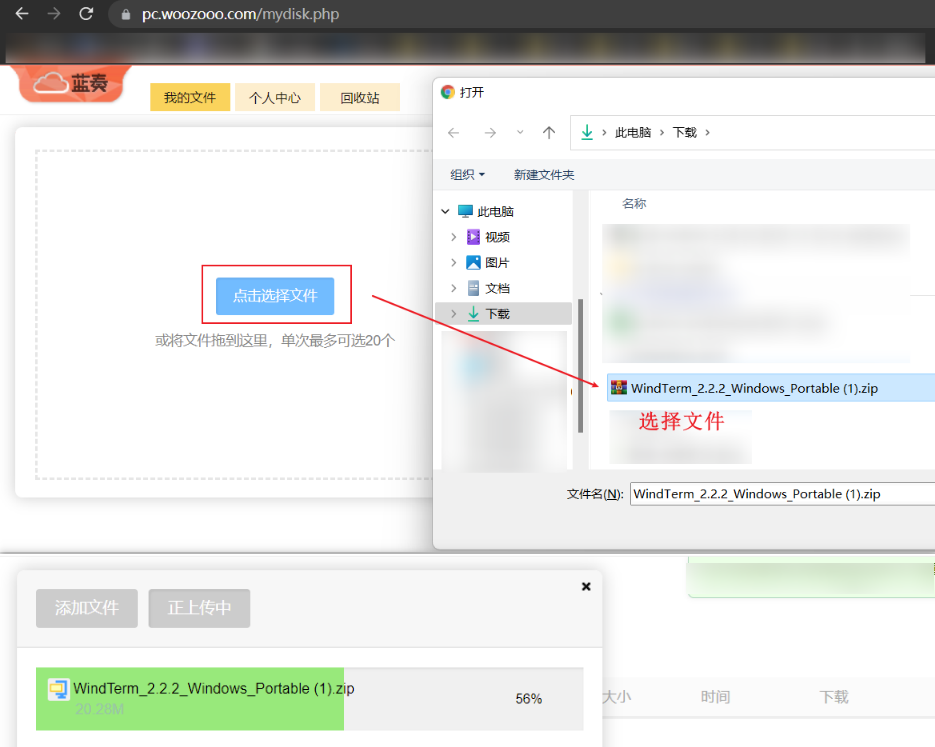 pc.woozooo.com/mydisk.php
蓝奏
我的文件
个人中心
回收站
打开
此电脑
下载
组织
新建文件夹
名称
此电脑
视频
图片
文档
下载
点击选择文件
或将文件拖到这里，单次最多可选20个
WindTerm_2.2.2_Windows_Portable (1).zip
选择文件
文件名(N):
WindTerm_2.2.2_Windows_Portable (1).zip
添加文件
正上传中
WindTerm_2.2.2_Windows_Portable (1).zip
20.28M
56%
大小
时间
下载